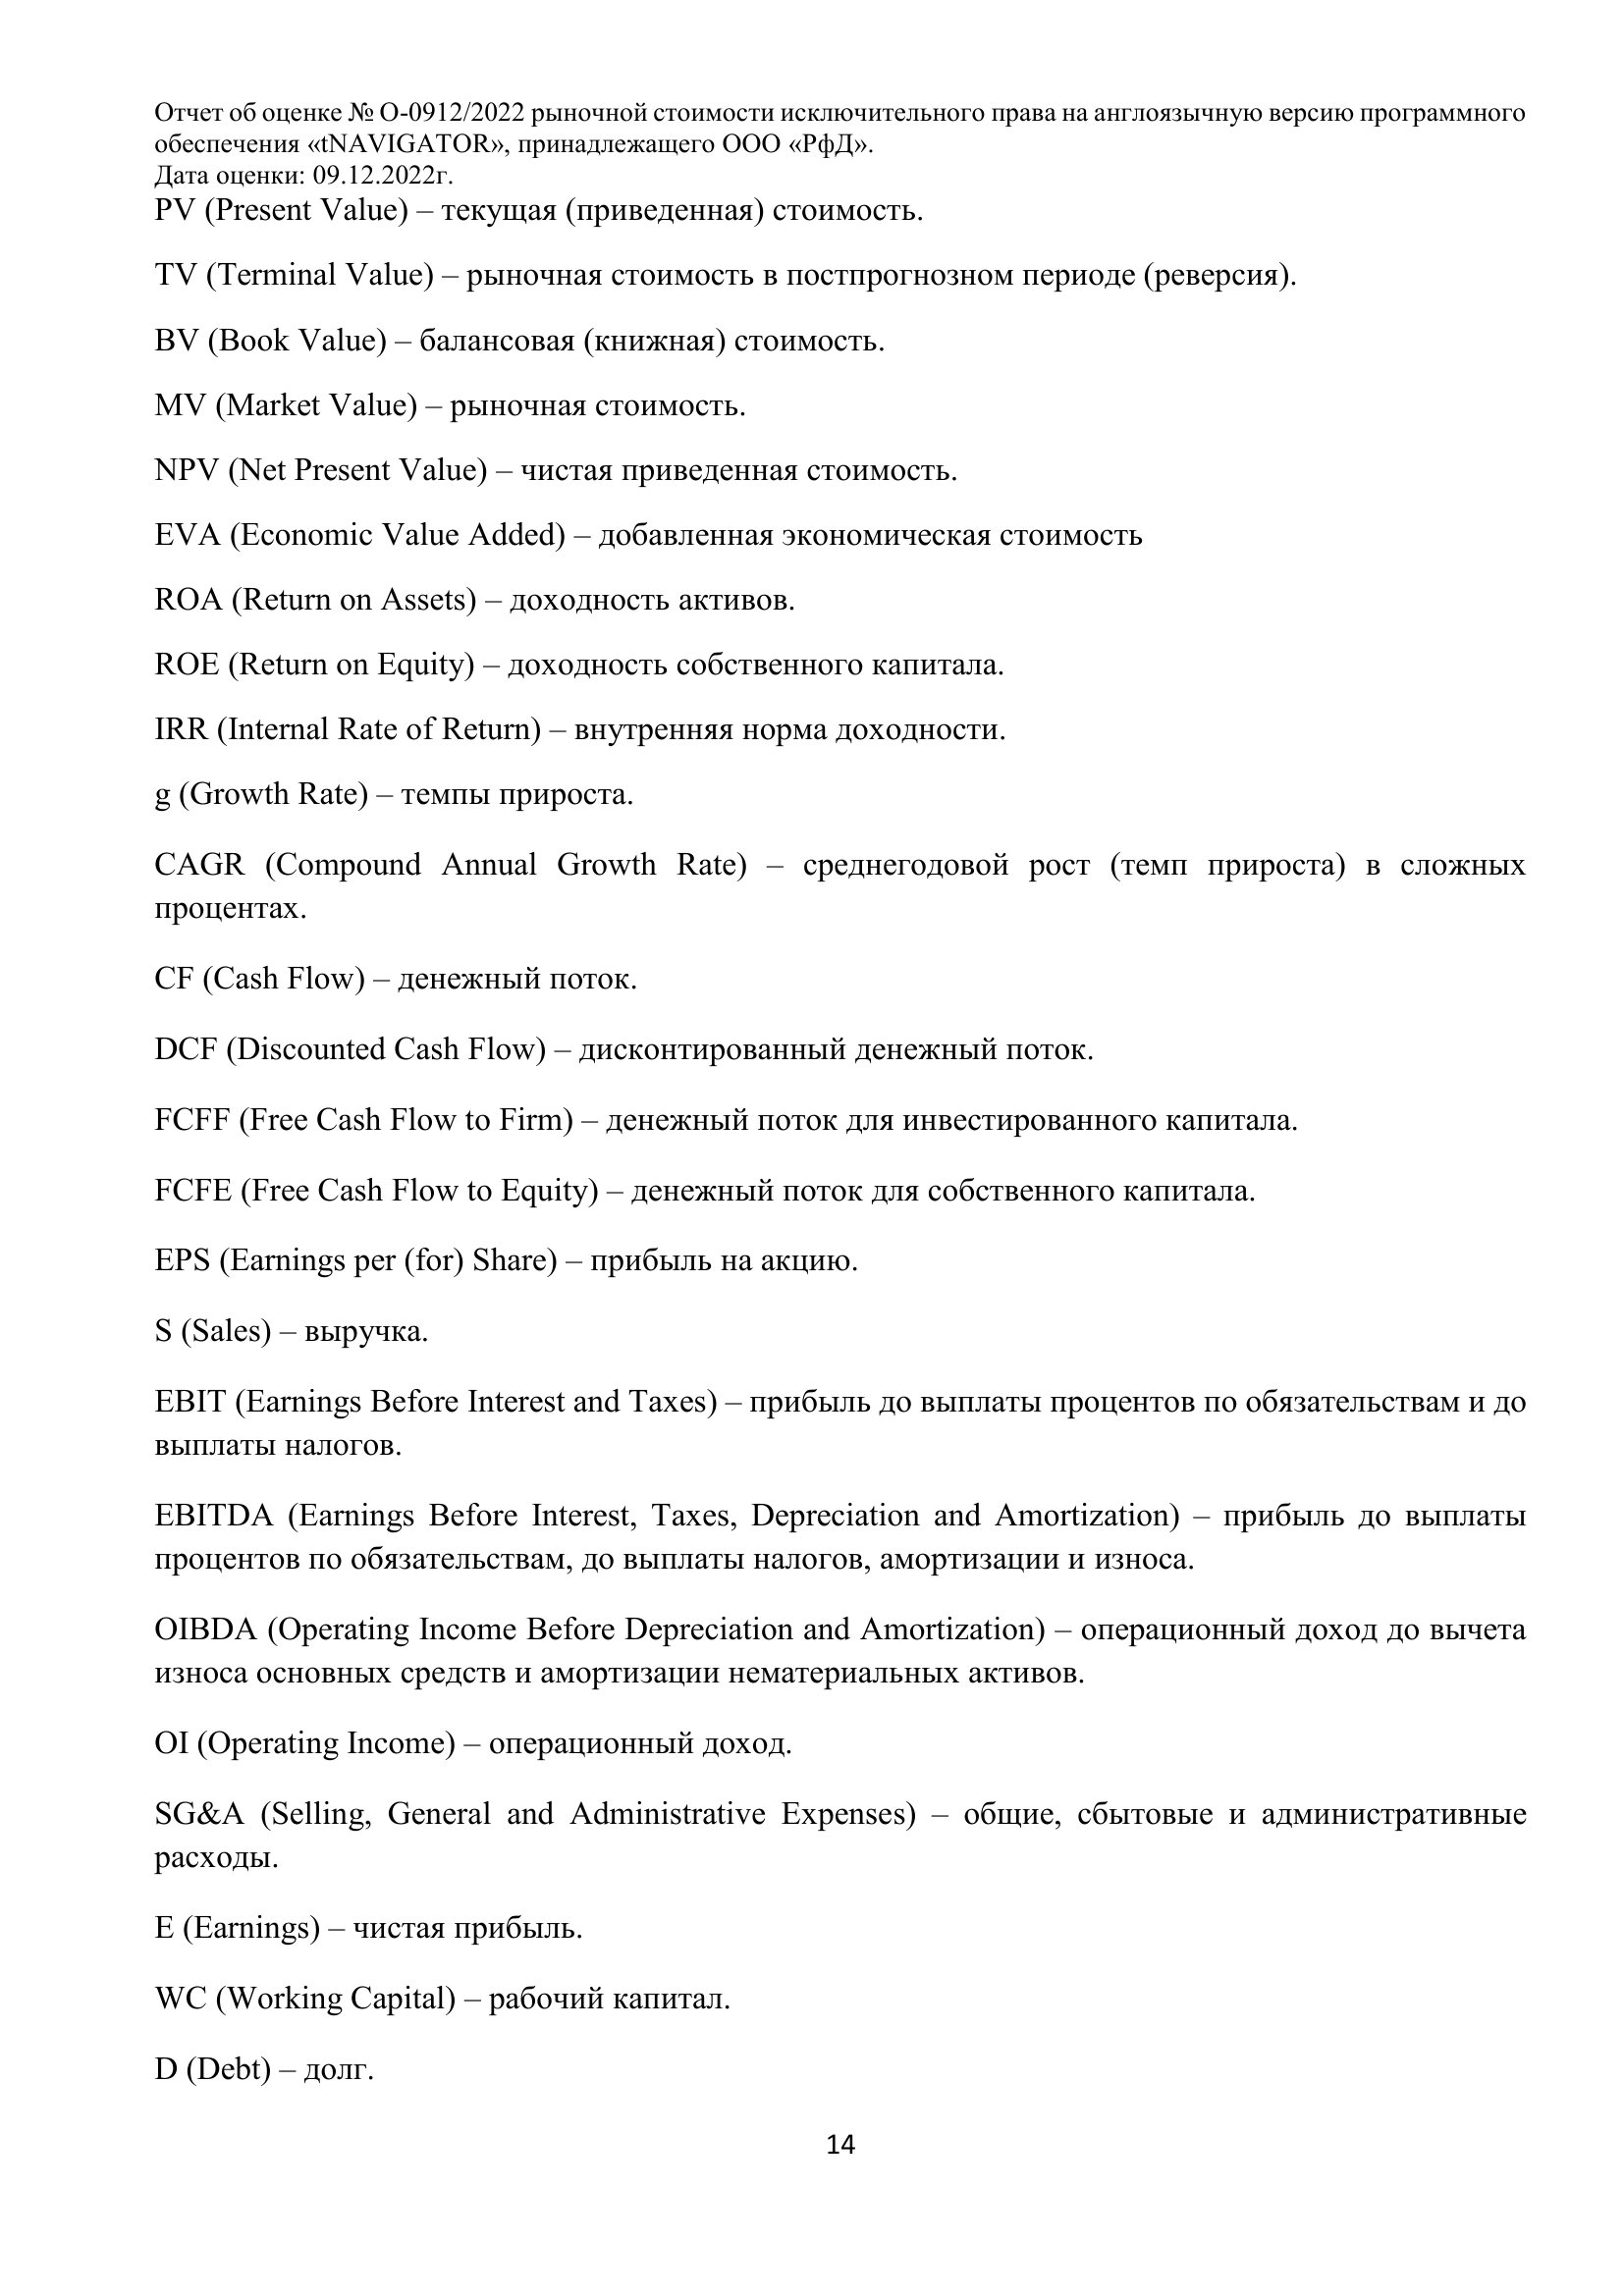 Отчет об оценке № О-0912/2022 рыночной стоимости исключительного права на англоязычную версию программного
обеспечения «tNAVIGATOR», принадлежащего ООО «РфД».
Дата оценки: 09.12.2022г.
PV (Present Value) – текущая (приведенная) стоимость.
TV (Terminal Value) – рыночная стоимость в постпрогнозном периоде (реверсия).
BV (Book Value) – балансовая (книжная) стоимость.
MV (Market Value) – рыночная стоимость.
NPV (Net Present Value) – чистая приведенная стоимость.
EVA (Economic Value Added) – добавленная экономическая стоимость
ROA (Return on Assets) – доходность активов.
ROE (Return on Equity) – доходность собственного капитала.
IRR (Internal Rate of Return) – внутренняя норма доходности.
g (Growth Rate) – темпы прироста.
CAGR (Compound Annual Growth Rate) – среднегодовой рост (темп прироста) в сложных
процентах.
CF (Cash Flow) – денежный поток.
DCF (Discounted Cash Flow) – дисконтированный денежный поток.
FCFF (Free Cash Flow to Firm) – денежный поток для инвестированного капитала.
FCFE (Free Cash Flow to Equity) – денежный поток для собственного капитала.
EPS (Earnings per (for) Share) – прибыль на акцию.
S (Sales) – выручка.
EBIT (Earnings Before Interest and Taxes) – прибыль до выплаты процентов по обязательствам и до
выплаты налогов.
EBITDA (Earnings Before Interest, Taxes, Depreciation and Amortization) – прибыль до выплаты
процентов по обязательствам, до выплаты налогов, амортизации и износа.
OIBDA (Operating Income Before Depreciation and Amortization) – операционный доход до вычета
износа основных средств и амортизации нематериальных активов.
OI (Operating Income) – операционный доход.
SG&A (Selling, General and Administrative Expenses) – общие, сбытовые и административные
расходы.
E (Earnings) – чистая прибыль.
WC (Working Capital) – рабочий капитал.
D (Debt) – долг.
14